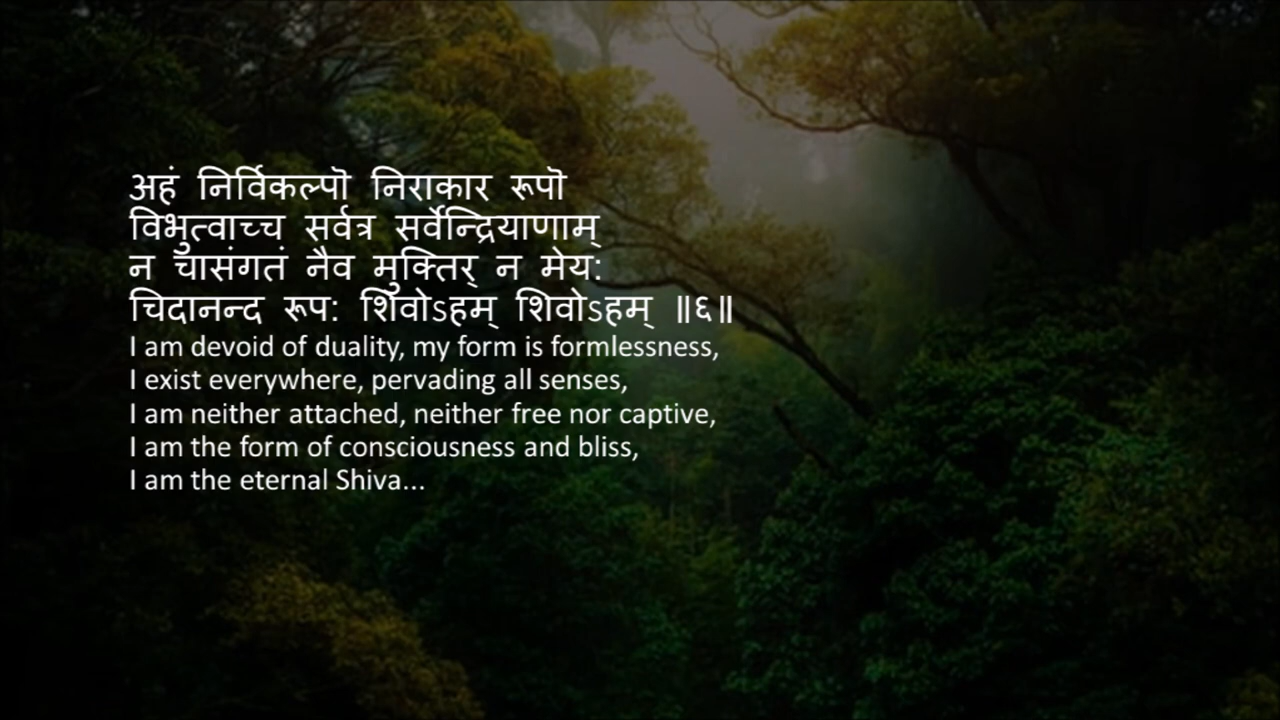 अहं निर्विकल्पॊ निराकार रूपॊ
विभुत्वाच्च सर्वत्र सर्वेन्द्रियाणाम्
न चासंगतं नैव मुक्तिर् न मेय:
चिदानन्द रूप: शिवोऽहम् शिवोऽहम् ॥६॥
I am devoid of duality, my form is formlessness,
I exist everywhere, pervading all senses,
I am neither attached, neither free nor captive,
I am the form of consciousness and bliss,
I am the eternal Shiva...